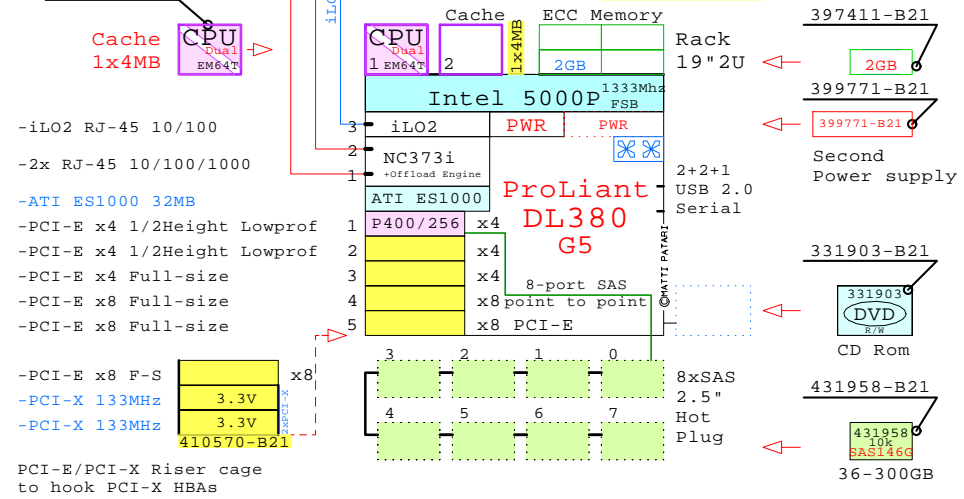 Cache
1x4MB
CPU
Dual
EM64T
iLO
Cache
ECC Memory
CPU
Dual
1 EM64T
2
1x4MB
2GB
Rack
19"2U
397411-B21
2GB
Intel 5000P
1333Mhz
FSB
399771-B21
399771-B21
Second
Power supply
-iLO2 RJ-45 10/100
3
iLO2
PWR
PWR
-2x RJ-45 10/100/1000
2
NC373i
1
+Offload Engine
-ATI ES1000 32MB
ATI ES1000
ProLiant
DL380
G5
2+2+1
USB 2.0
Serial
-PCI-E x4 1/2Height Lowprof
1
P400/256
x4
-PCI-E x4 1/2Height Lowprof
2
x4
-PCI-E x4 Full-size
3
x4
-PCI-E x8 Full-size
4
x8
-PCI-E x8 Full-size
5
x8 PCI-E
8-port SAS
point to point
©MATTI PATARI
331903-B21
331903
DVD
R/W
CD Rom
-PCI-E x8 F-S
x8
-PCI-X 133MHz
3.3V
-PCI-X 133MHz
3.3V
2xPCI-X
410570-B21
PCI-E/PCI-X Riser cage
to hook PCI-X HBAs
3
2
1
0
4
5
6
7
8xSAS
2.5"
Hot
Plug
431958-B21
431958
10k
SAS146G
36-300GB